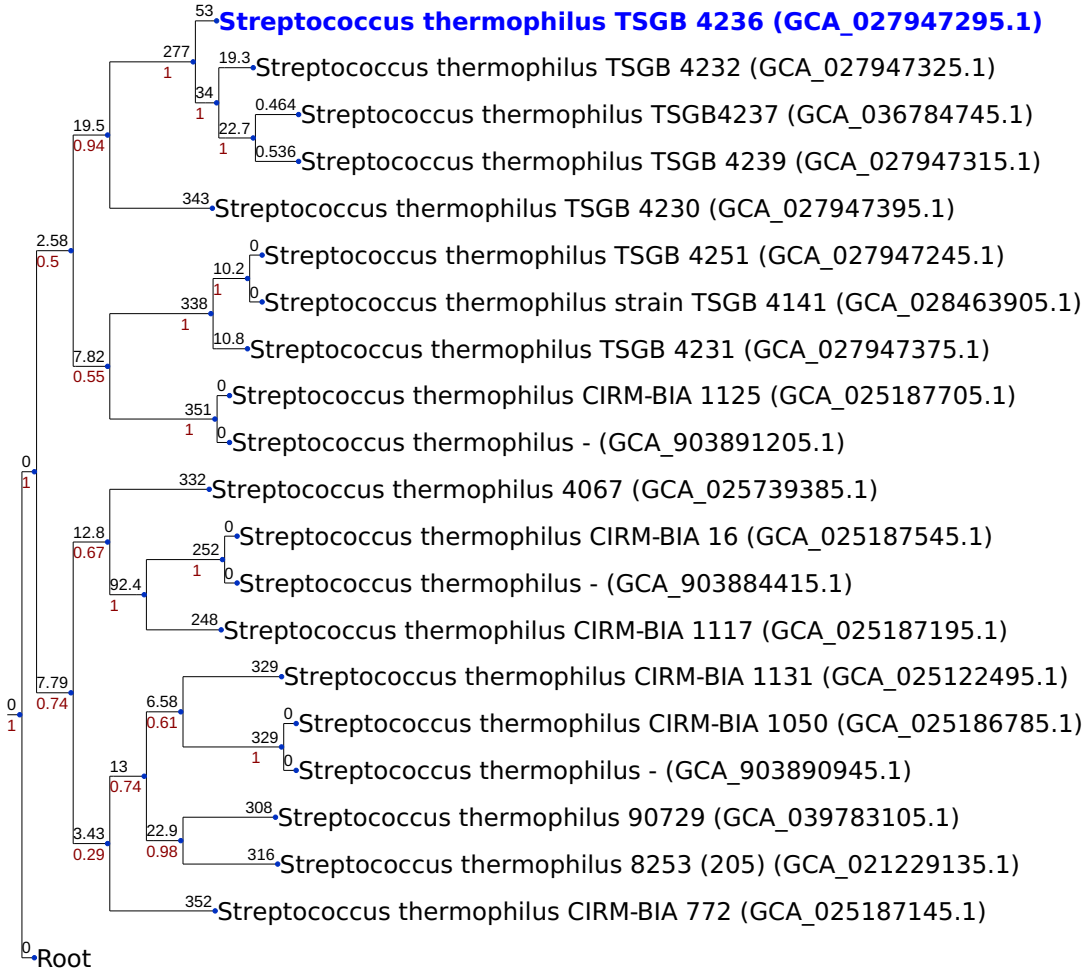 53
Streptococcus thermophilus TSGB 4236 (GCA_027947295.1)
277
1
19.3
Streptococcus thermophilus TSGB 4232 (GCA_027947325.1)
34
1
0.464
Streptococcus thermophilus TSGB4237 (GCA_036784745.1)
19.5
0.94
22.7
1
0.536
Streptococcus thermophilus TSGB 4239 (GCA_027947315.1)
343
Streptococcus thermophilus TSGB 4230 (GCA_027947395.1)
2.58
0.5
0
Streptococcus thermophilus TSGB 4251 (GCA_027947245.1)
10.2
1
0
Streptococcus thermophilus strain TSGB 4141 (GCA_028463905.1)
338
1
10.8
Streptococcus thermophilus TSGB 4231 (GCA_027947375.1)
7.82
0.55
0
Streptococcus thermophilus CIRM-BIA 1125 (GCA_025187705.1)
351
1
0
Streptococcus thermophilus - (GCA_903891205.1)
0
1
332
Streptococcus thermophilus 4067 (GCA_025739385.1)
12.8
0.67
0
Streptococcus thermophilus CIRM-BIA 16 (GCA_025187545.1)
252
1
0
Streptococcus thermophilus - (GCA_903884415.1)
92.4
1
248
Streptococcus thermophilus CIRM-BIA 1117 (GCA_025187195.1)
7.79
0.74
329
Streptococcus thermophilus CIRM-BIA 1131 (GCA_025122495.1)
0
1
6.58
0.61
0
Streptococcus thermophilus CIRM-BIA 1050 (GCA_025186785.1)
329
1
0
Streptococcus thermophilus - (GCA_903890945.1)
13
0.74
308
Streptococcus thermophilus 90729 (GCA_039783105.1)
3.43
0.29
22.9
0.98
316
Streptococcus thermophilus 8253 (205) (GCA_021229135.1)
352
Streptococcus thermophilus CIRM-BIA 772 (GCA_025187145.1)
0
Root